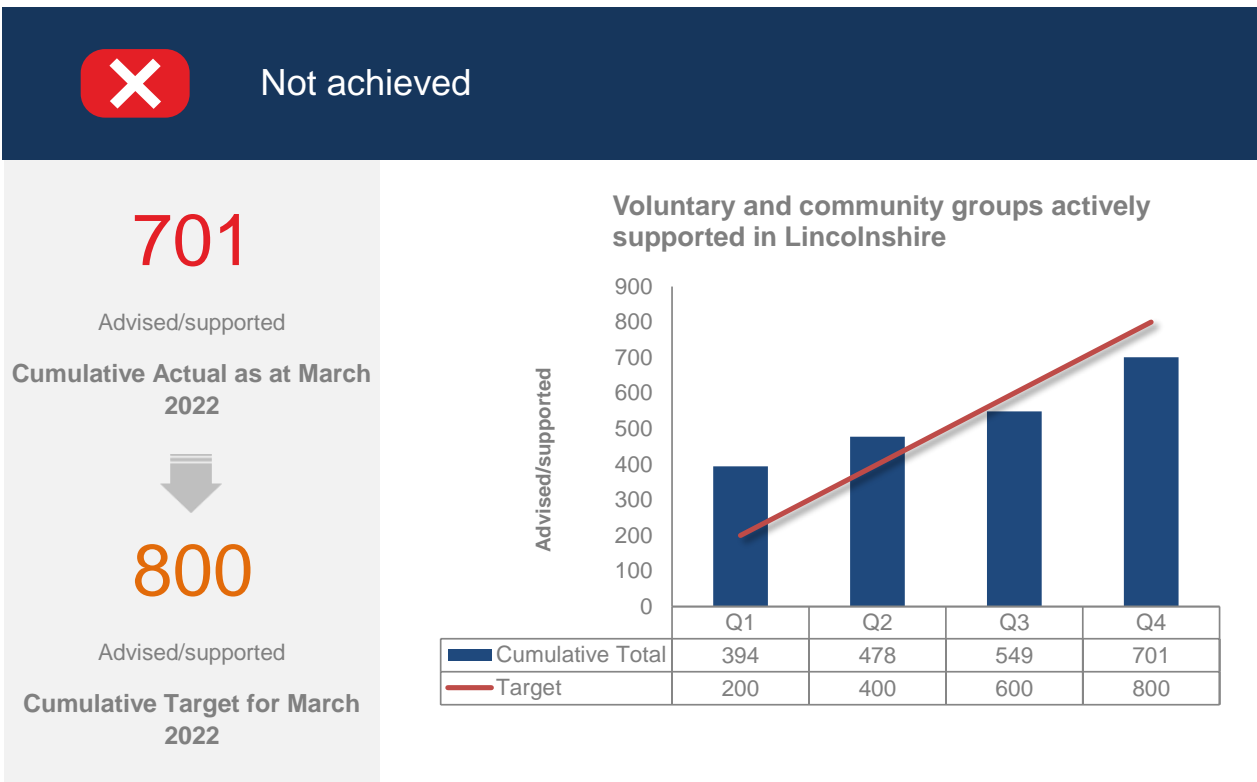 Not achieved
701
Advised/supported
Cumulative Actual as at March
2022
800
Advised/supported
Cumulative Target for March
2022
Voluntary and community groups actively
supported in Lincolnshire
Advised/supported
900
800
700
600
500
400
300
200
100
0
Q1 Q2 Q3 Q4
Cumulative Total 394 478 549 701
Target 200 400 600 800